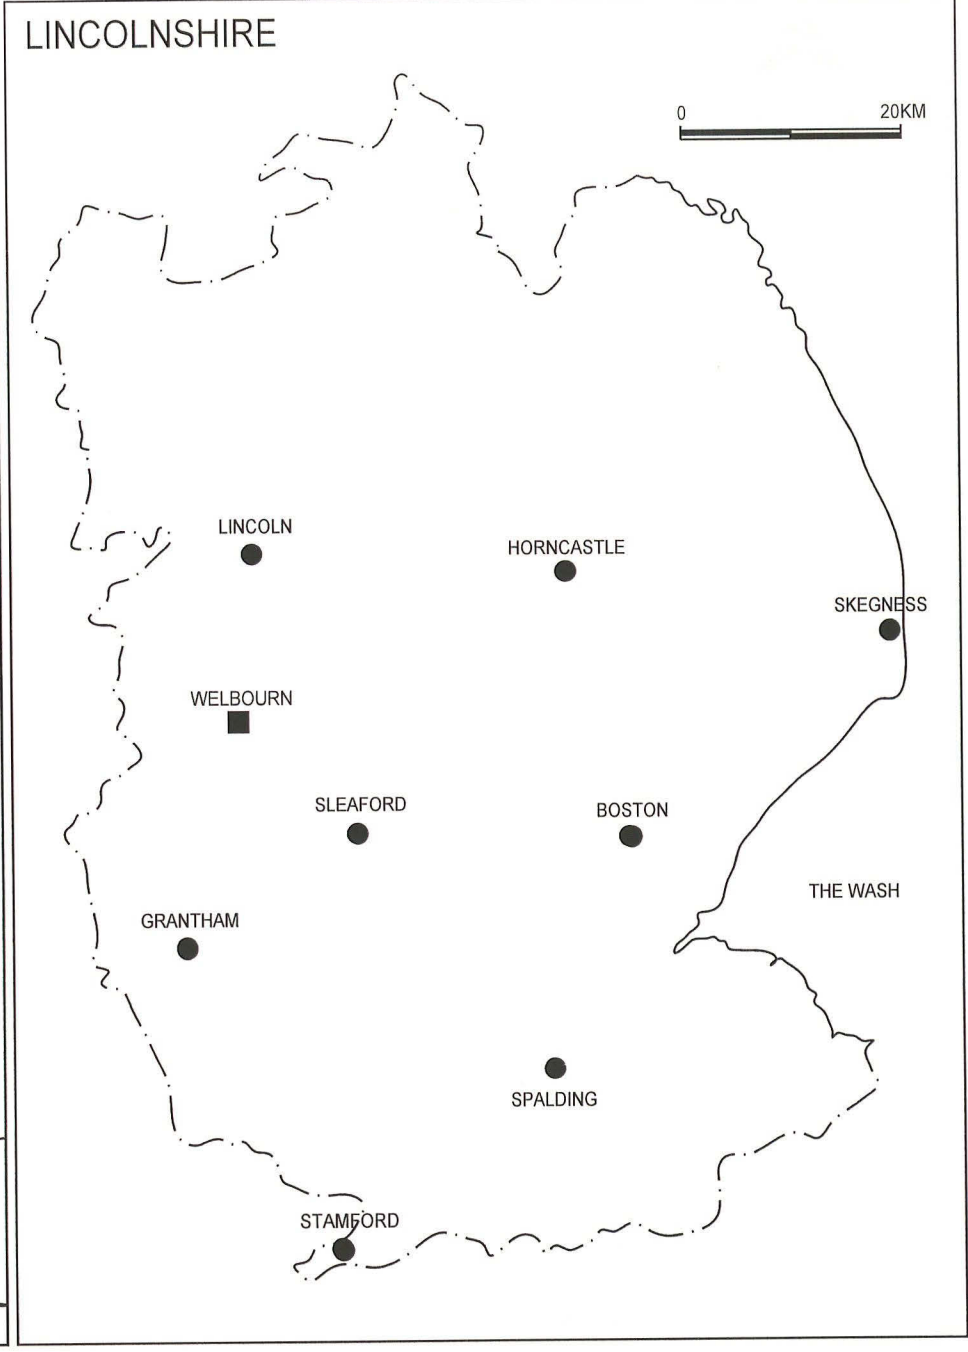 LINCOLNSHIRE
0 20KM
LINCOLN
HORNCASTLE
SKEGNESS
WELBOURN
SLEAFORD
BOSTON
THE WASH
GRANTHAM
SPALDING
STAMFORD